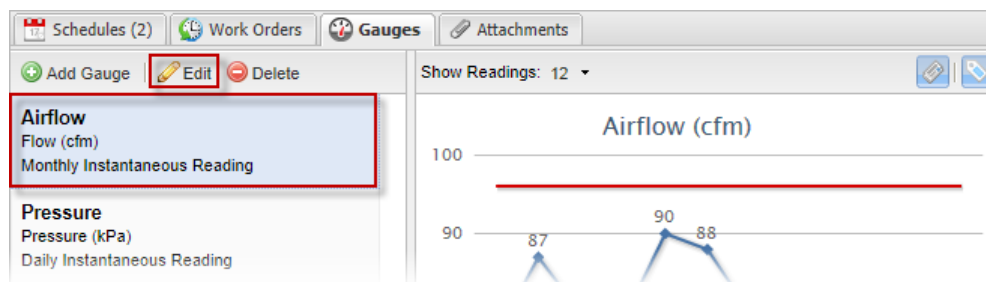 Schedules (2) Work Orders Gauges Attachments
Add Gauge Edit Delete
Show Readings: 12
Airflow
Flow (cfm)
Monthly Instantaneous Reading
Pressure
Pressure (kPa)
Daily Instantaneous Reading
Airflow (cfm)
100
90
87
90
88